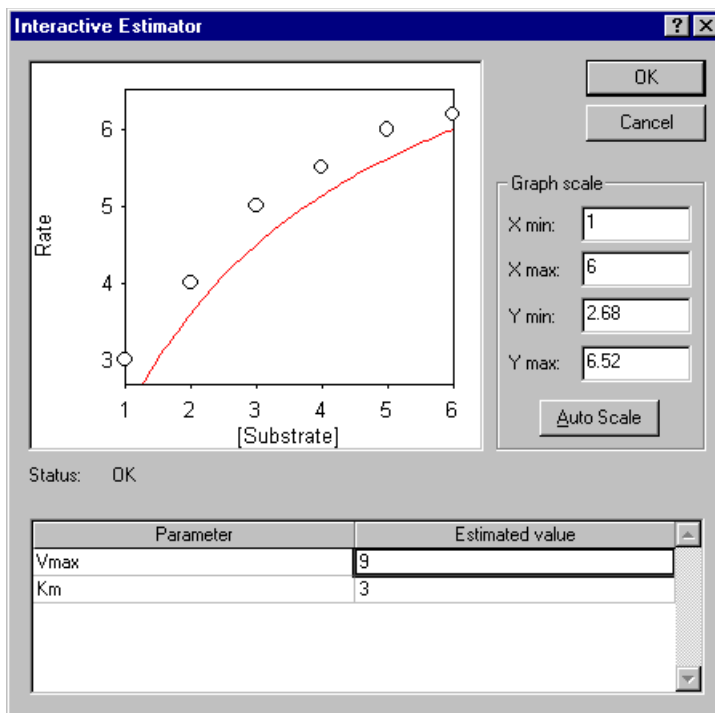 Interactive Estimator
OK
Cancel
Rate
6
5
4
3
1 2 3 4 5 6
[Substrate]
Graph scale
X min: 1
X max: 6
Y min: 2.68
Y max: 6.52
Auto Scale
Status: OK
Parameter Estimated value
Vmax 9
Km 3